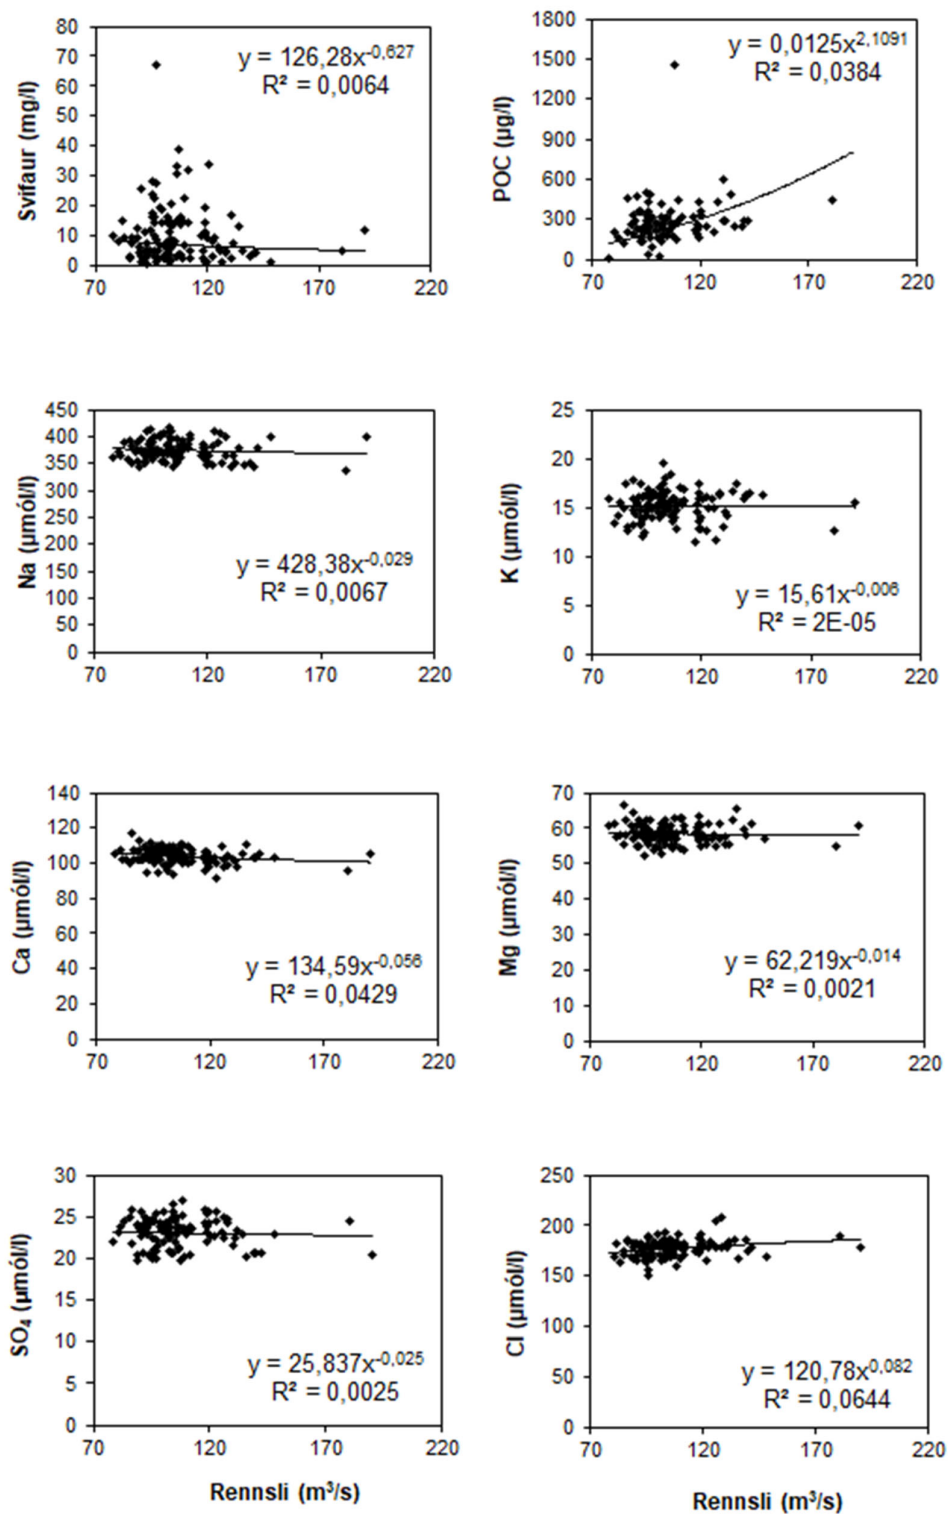 80
70
60
50
40
30
20
10
0
Svifaur (mg/l)
y = 126,28x^-0,627
R² = 0,0064
70 120 170 220
1800
1500
1200
900
600
300
0
POC (µg/l)
y = 0,0125x^2,1091
R² = 0,0384
70 120 170 220
450
400
350
300
250
200
150
100
50
0
Na (µmól/l)
y = 428,38x^-0,029
R² = 0,0067
70 120 170 220
25
20
15
10
5
0
K (µmól/l)
y = 15,61x^-0,006
R² = 2E-05
70 120 170 220
140
120
100
80
60
40
20
0
Ca (µmól/l)
y = 134,59x^-0,056
R² = 0,0429
70 120 170 220
70
60
50
40
30
20
10
0
Mg (µmól/l)
y = 62,219x^-0,014
R² = 0,0021
70 120 170 220
30
25
20
15
10
5
0
SO₄ (µmól/l)
y = 25,837x^-0,025
R² = 0,0025
70 120 170 220
Rennsli (m³/s)
250
200
150
100
50
0
Cl (µmól/l)
y = 120,78x^0,082
R² = 0,0644
70 120 170 220
Rennsli (m³/s)